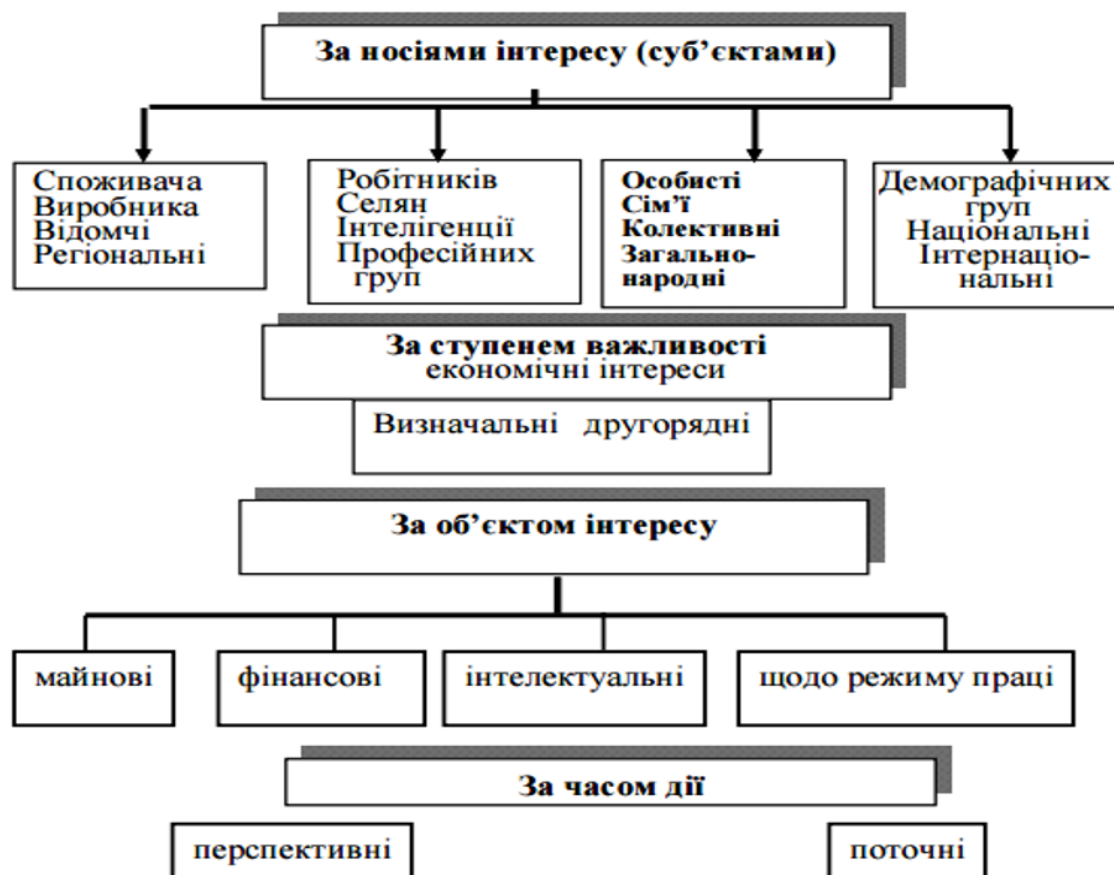 За носіями інтересу (суб’єктами)
Споживача
Виробника
Відомчі
Регіональні
Робітників
Селян
Інтелігенції
Професійних
груп
Особисті
Сім’ї
Колективні
Загально-
народні
Демографічних
груп
Національні
Інтернаціо-
нальні
За ступенем важливості
економічні інтереси
Визначальні другорядні
За об’єктом інтересу
майнові
фінансові
інтелектуальні
щодо режиму праці
За часом дії
перспективні
поточні